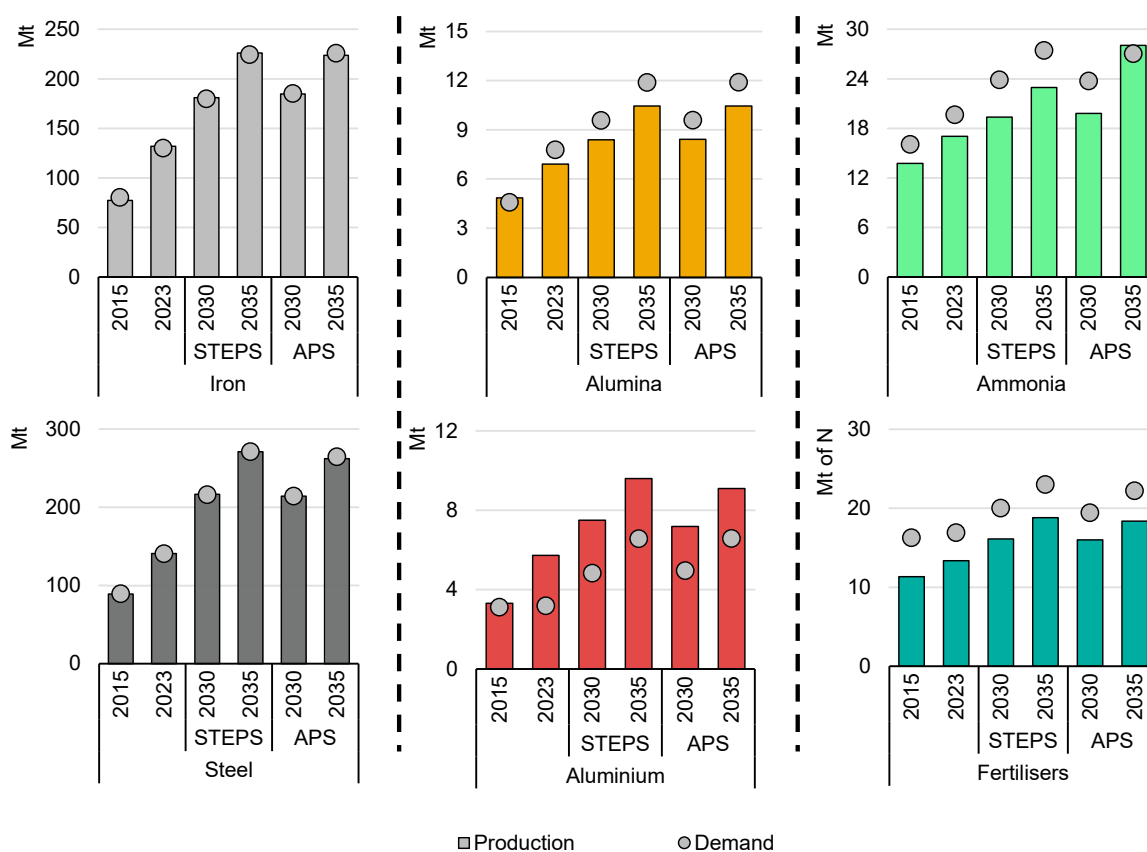 Mt
250
200
150
100
50
0
2015 2023 2030 2035 2030 2035
STEPS APS
Iron
Mt
15
12
9
6
3
0
2015 2023 2030 2035 2030 2035
STEPS APS
Alumina
Mt
30
24
18
12
6
0
2015 2023 2030 2035 2030 2035
STEPS APS
Ammonia
Mt
300
200
100
0
2015 2023 2030 2035 2030 2035
STEPS APS
Steel
Mt
12
8
4
0
2015 2023 2030 2035 2030 2035
STEPS APS
Aluminium
Mt of N
30
20
10
0
2015 2023 2030 2035 2030 2035
STEPS APS
Fertilisers
Production Demand